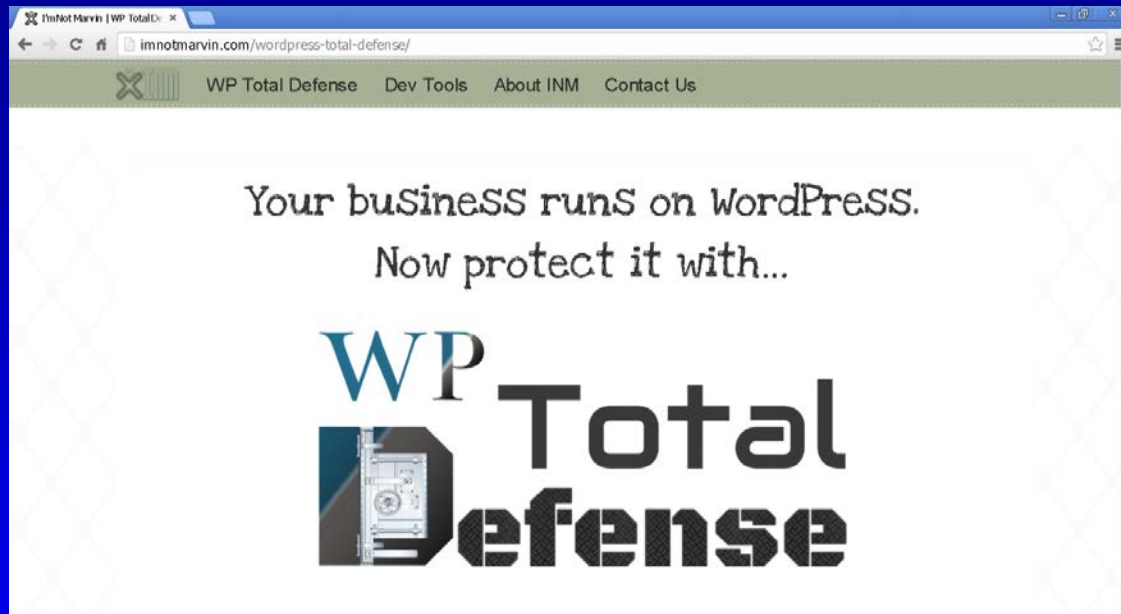 I'mNot Marvin | WP Total De
imnotmarvin.com/wordpress-total-defense/
WP Total Defense Dev Tools About INM Contact Us
Your business runs on WordPress.
Now protect it with...
WP
Total
Defense